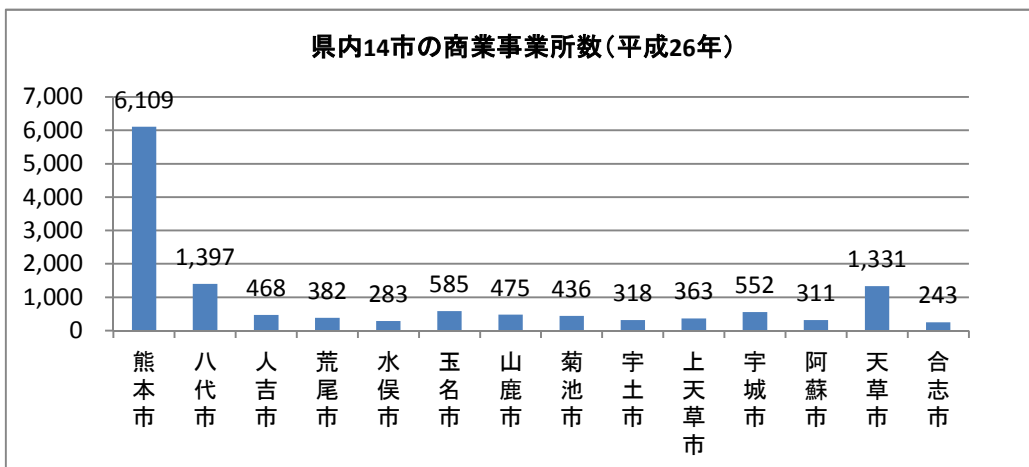 県内14市の商業事業所数（平成26年）
7,000
6,000
5,000
4,000
3,000
2,000
1,000
0
6,109
1,397
468
382
283
585
475
436
318
363
552
311
1,331
243
熊本市
八代市
人吉市
荒尾市
水俣市
玉名市
山鹿市
菊池市
宇土市
上天草市
宇城市
阿蘇市
天草市
合志市